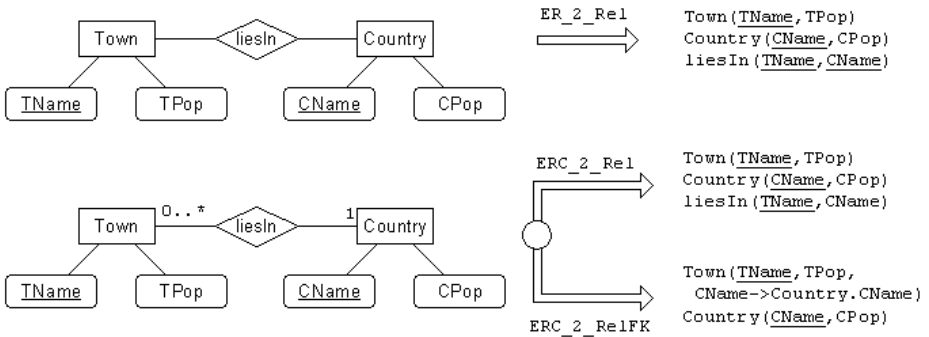 ER_2_Rel
Town liesIn Country
TName TPop CName CPop
Town(TName,TPop)
Country(CName,CPop)
liesIn(TName,CName)
0..* 1
Town liesIn Country
TName TPop CName CPop
ERC_2_Rel
Town(TName,TPop)
Country(CName,CPop)
liesIn(TName,CName)
ERC_2_RelFK
Town(TName,TPop,
CName->Country.CName)
Country(CName,CPop)